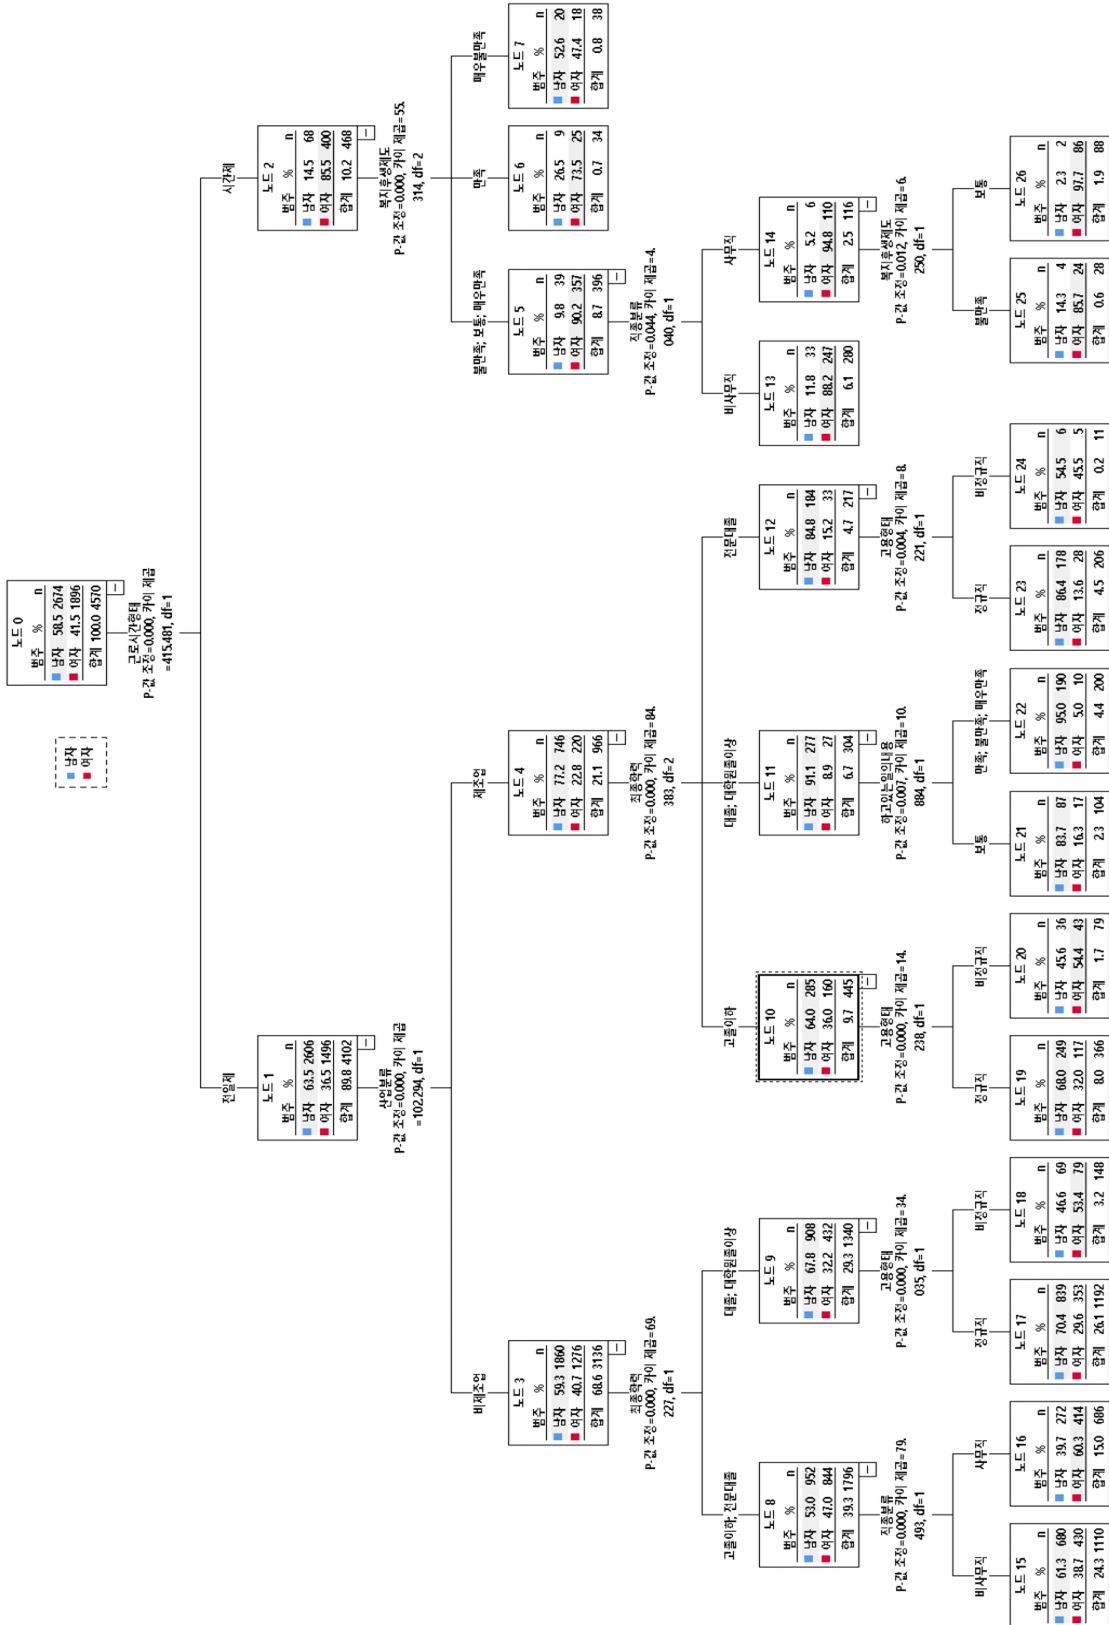 남자
여자
노드 0
범주 % n
남자 58.5 2674
여자 41.5 1896
합계 100.0 4570
근로시간형태
P-값 조정=0.000, 카이 제곱
=415.481, df=1
전일제
시간제
노드 1
범주 % n
남자 63.5 2606
여자 36.5 1496
합계 89.8 4102
산업분류
P-값 조정=0.000, 카이 제곱
=102.294, df=1
노드 2
범주 % n
남자 14.5 68
여자 85.5 400
합계 10.2 468
복지후생제도
P-값 조정=0.000, 카이 제곱=55.
314, df=2
비제조업
제조업
불만족; 보통; 매우만족
만족
매우불만족
노드 3
범주 % n
남자 59.3 1860
여자 40.7 1276
합계 68.6 3136
최종학력
P-값 조정=0.000, 카이 제곱=69.
227, df=1
노드 4
범주 % n
남자 77.2 746
여자 22.8 220
합계 21.1 966
최종학력
P-값 조정=0.000, 카이 제곱=84.
383, df=2
노드 5
범주 % n
남자 9.8 39
여자 90.2 357
합계 8.7 396
직종분류
P-값 조정=0.044, 카이 제곱=4.
040, df=1
노드 6
범주 % n
남자 26.5 9
여자 73.5 25
합계 0.7 34
노드 7
범주 % n
남자 52.6 20
여자 47.4 18
합계 0.8 38
고졸이하; 전문대졸
대졸; 대학원졸이상
고졸이하
대졸; 대학원졸이상
전문대졸
비사무직
사무직
노드 8
범주 % n
남자 53.0 952
여자 47.0 844
합계 39.3 1796
직종분류
P-값 조정=0.000, 카이 제곱=79.
493, df=1
노드 9
범주 % n
남자 67.8 908
여자 32.2 432
합계 29.3 1340
고용형태
P-값 조정=0.000, 카이 제곱=34.
035, df=1
노드 10
범주 % n
남자 64.0 285
여자 36.0 160
합계 9.7 445
고용형태
P-값 조정=0.000, 카이 제곱=14.
238, df=1
노드 11
범주 % n
남자 91.1 277
여자 8.9 27
합계 6.7 304
하고있는일의내용
P-값 조정=0.007, 카이 제곱=10.
884, df=1
노드 12
범주 % n
남자 84.8 184
여자 15.2 33
합계 4.7 217
고용형태
P-값 조정=0.004, 카이 제곱=8.
221, df=1
노드 13
범주 % n
남자 11.8 33
여자 88.2 247
합계 6.1 280
노드 14
범주 % n
남자 5.2 6
여자 94.8 110
합계 2.5 116
복지후생제도
P-값 조정=0.012, 카이 제곱=6.
250, df=1
비사무직
사무직
정규직
비정규직
정규직
비정규직
보통
만족; 불만족; 매우만족
정규직
비정규직
불만족
보통
노드 15
범주 % n
남자 61.3 680
여자 38.7 430
합계 24.3 1110
노드 16
범주 % n
남자 39.7 272
여자 60.3 414
합계 15.0 686
노드 17
범주 % n
남자 70.4 839
여자 29.6 353
합계 26.1 1192
노드 18
범주 % n
남자 46.6 69
여자 53.4 79
합계 3.2 148
노드 19
범주 % n
남자 68.0 249
여자 32.0 117
합계 8.0 366
노드 20
범주 % n
남자 45.6 36
여자 54.4 43
합계 1.7 79
노드 21
범주 % n
남자 83.7 87
여자 16.3 17
합계 2.3 104
노드 22
범주 % n
남자 95.0 190
여자 5.0 10
합계 4.4 200
노드 23
범주 % n
남자 86.4 178
여자 13.6 28
합계 4.5 206
노드 24
범주 % n
남자 54.5 6
여자 45.5 5
합계 0.2 11
노드 25
범주 % n
남자 14.3 4
여자 85.7 24
합계 0.6 28
노드 26
범주 % n
남자 2.3 2
여자 97.7 86
합계 1.9 88